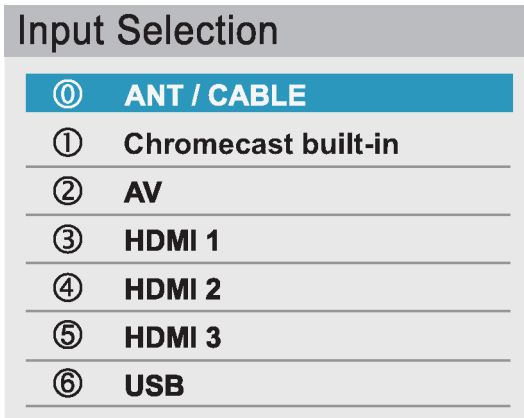 Input Selection
⓪ ANT / CABLE
① Chromecast built-in
② AV
③ HDMI 1
④ HDMI 2
⑤ HDMI 3
⑥ USB